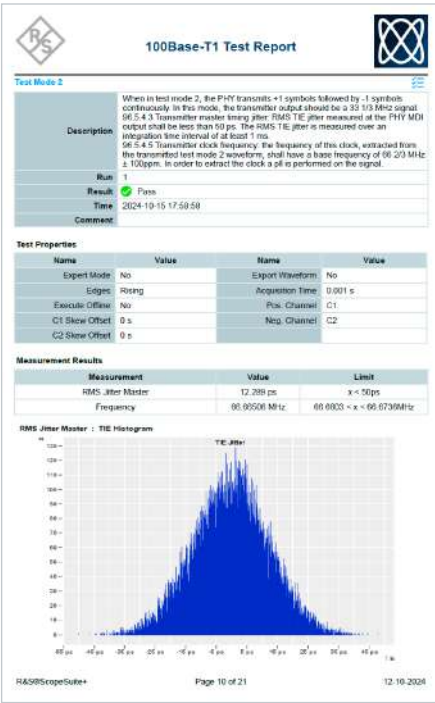 R&S
100Base-T1 Test Report
Test Mode 2
Description
When in test mode 2, the PHY transmits +1 symbols followed by -1 symbols
continuously. In this mode, the transmitter output should be a 33 1/3 MHz signal.
96.5.4.3 Transmitter master timing jitter: RMS TIE jitter measured at the PHY MDI
output shall be less than 50 ps. The RMS TIE jitter is measured over an
integration time interval of at least 1 ms.
96.5.4.5 Transmitter clock frequency: the frequency of this clock, extracted from
the transmitted test mode 2 waveform, shall have a base frequency of 66 2/3 MHz
± 100ppm. In order to extract the clock a pll is performed on the signal.
Run 1
Result Pass
Time 2024-10-15 17:58:58
Comment
Test Properties
Name Value Name Value
Expert Mode No Export Waveform No
Edges Rising Acquisition Time 0.001 s
Execute Offline No Pos. Channel C1
C1 Skew Offset 0 s Neg. Channel C2
C2 Skew Offset 0 s
Measurement Results
Measurement Value Limit
RMS Jitter Master 12.289 ps x < 50ps
Frequency 66.66506 MHz 66.6603 < x < 66.6736MHz
RMS Jitter Master : TIE Histogram
TIE Jitter
R&S®ScopeSuite+ Page 10 of 21 12-10-2024